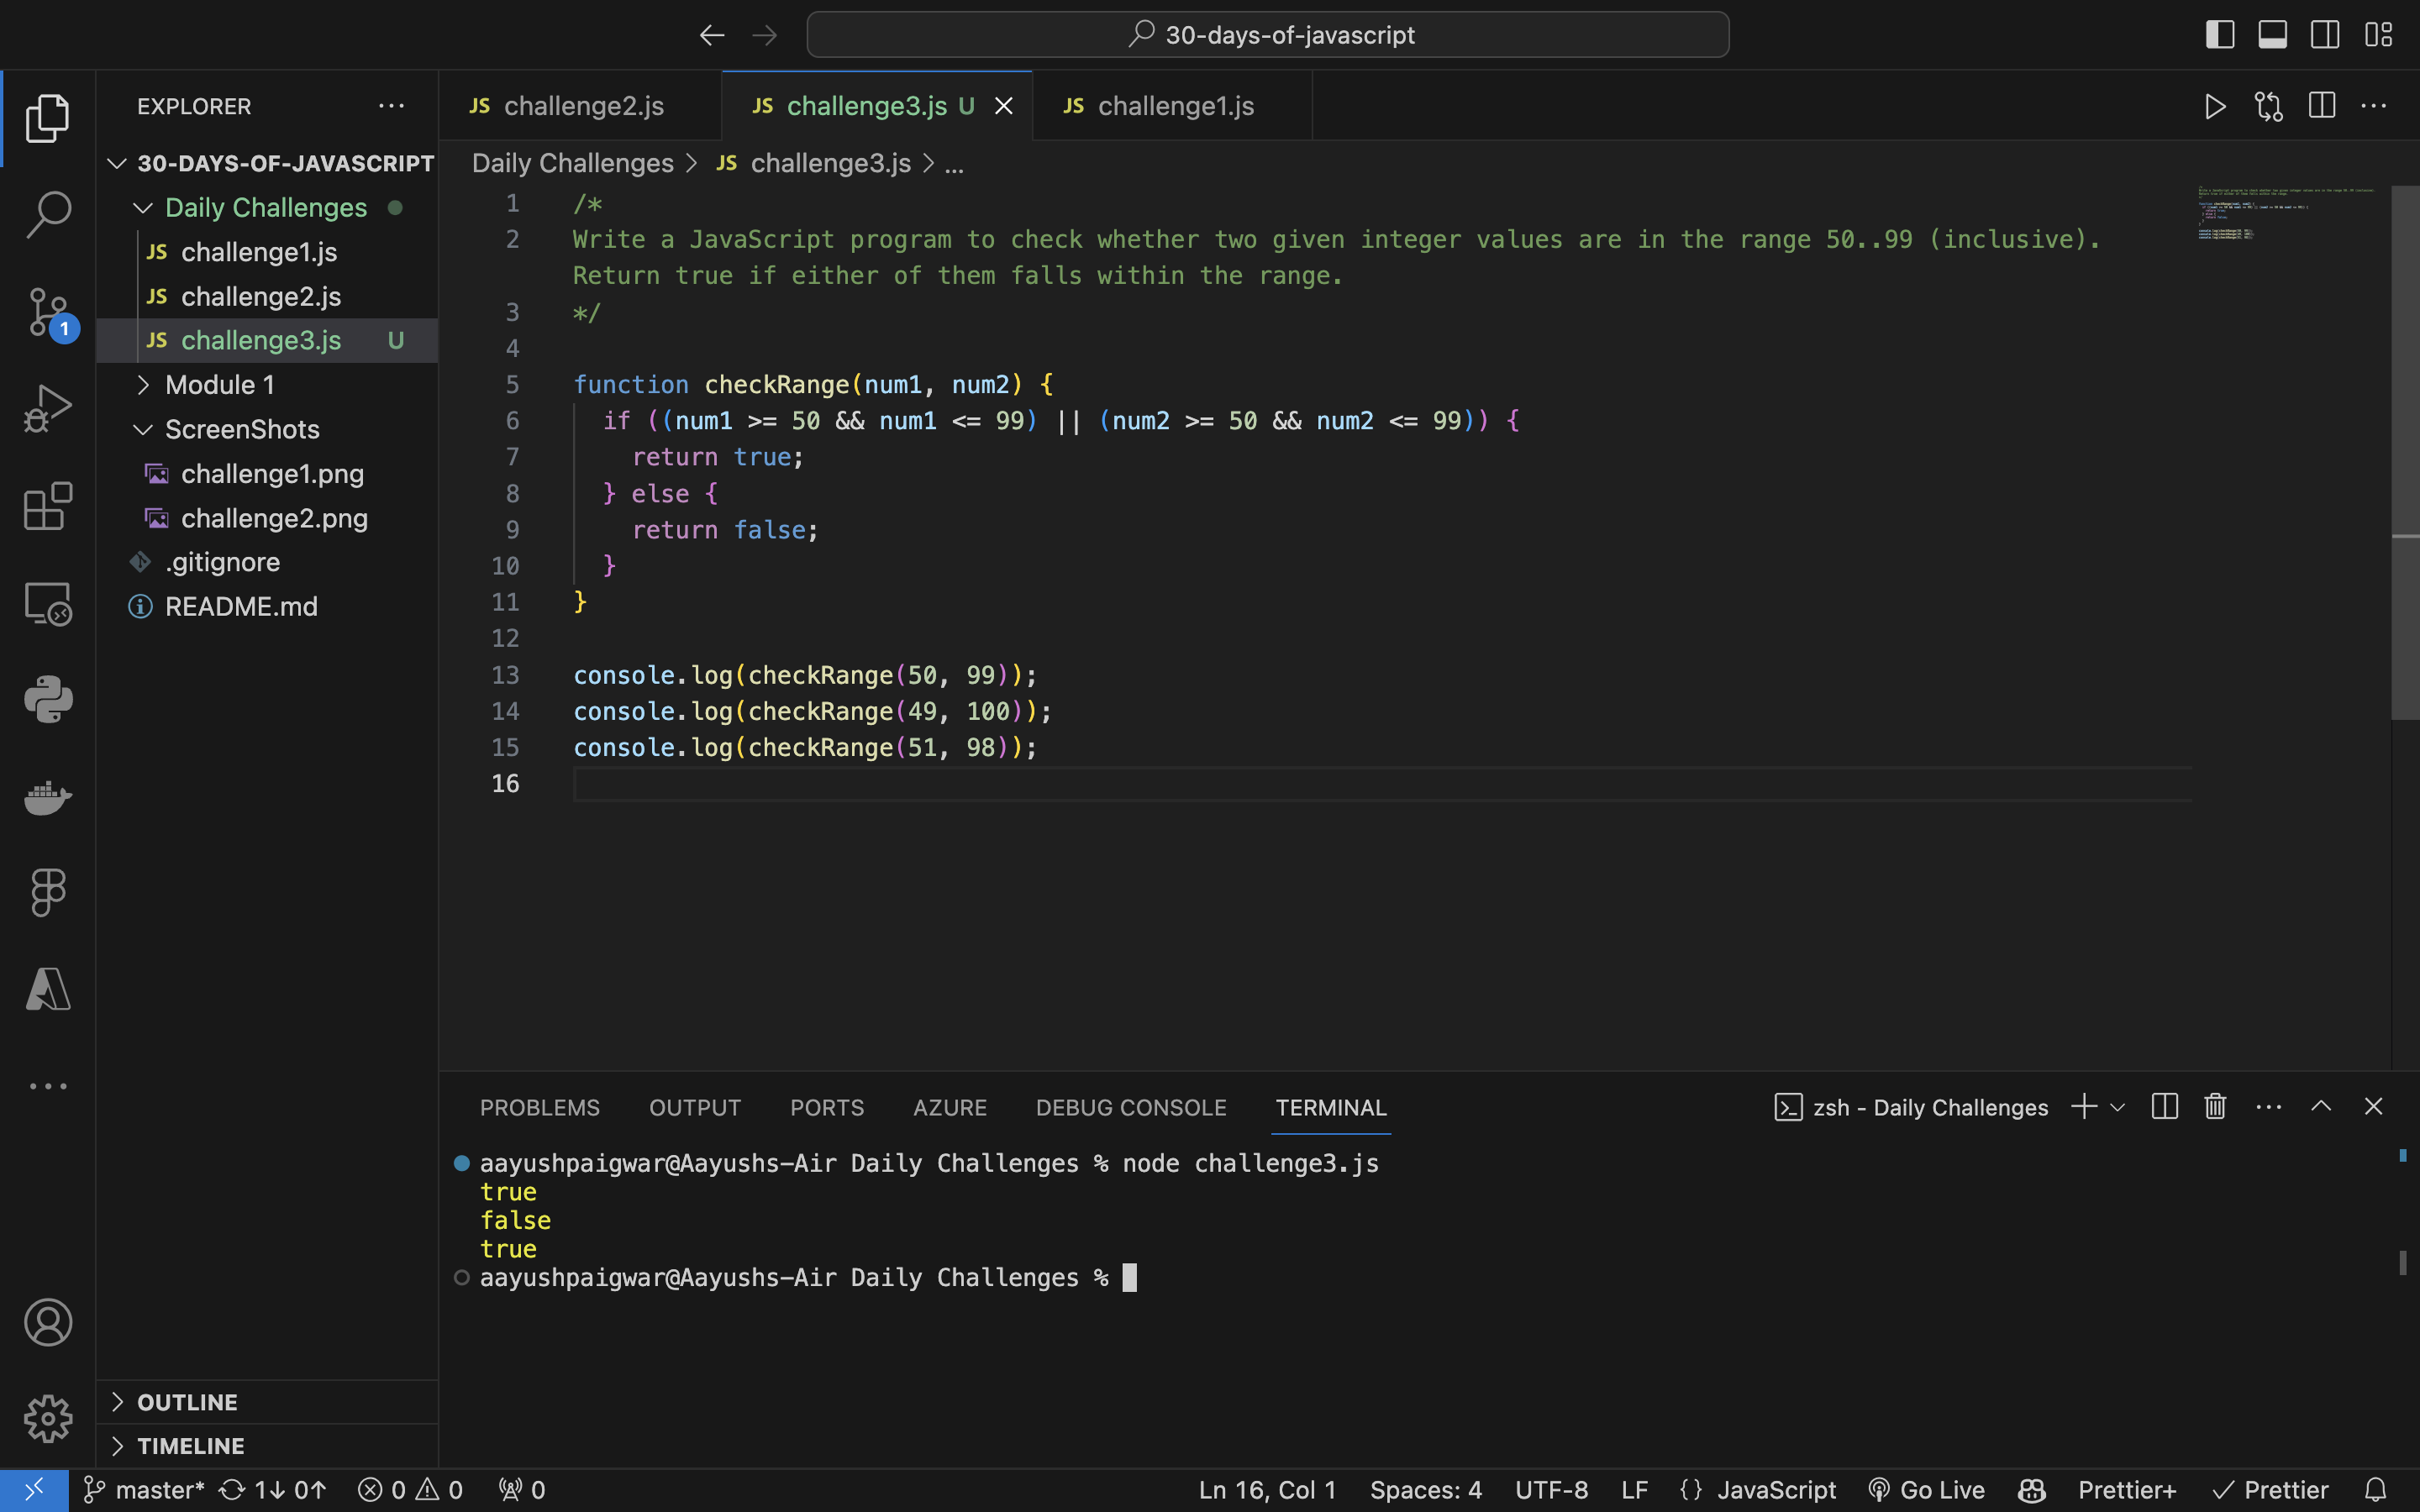 30-days-of-javascript
EXPLORER
30-DAYS-OF-JAVASCRIPT
Daily Challenges
JS challenge1.js
JS challenge2.js
JS challenge3.js U
Module 1
ScreenShots
challenge1.png
challenge2.png
.gitignore
README.md
OUTLINE
TIMELINE
1
JS challenge2.js
JS challenge3.js U
JS challenge1.js
Daily Challenges > JS challenge3.js > ...
1 /*
2 Write a JavaScript program to check whether two given integer values are in the range 50..99 (inclusive).
Return true if either of them falls within the range.
3 */
4
5 function checkRange(num1, num2) {
6 if ((num1 >= 50 && num1 <= 99) || (num2 >= 50 && num2 <= 99)) {
7 return true;
8 } else {
9 return false;
10 }
11 }
12
13 console.log(checkRange(50, 99));
14 console.log(checkRange(49, 100));
15 console.log(checkRange(51, 98));
16
PROBLEMS OUTPUT PORTS AZURE DEBUG CONSOLE TERMINAL
zsh - Daily Challenges
aayushpaigwar@Aayushs-Air Daily Challenges % node challenge3.js
true
false
true
aayushpaigwar@Aayushs-Air Daily Challenges %
master* 1↓ 0↑ 0 0 0
Ln 16, Col 1 Spaces: 4 UTF-8 LF {} JavaScript Go Live Prettier+ Prettier